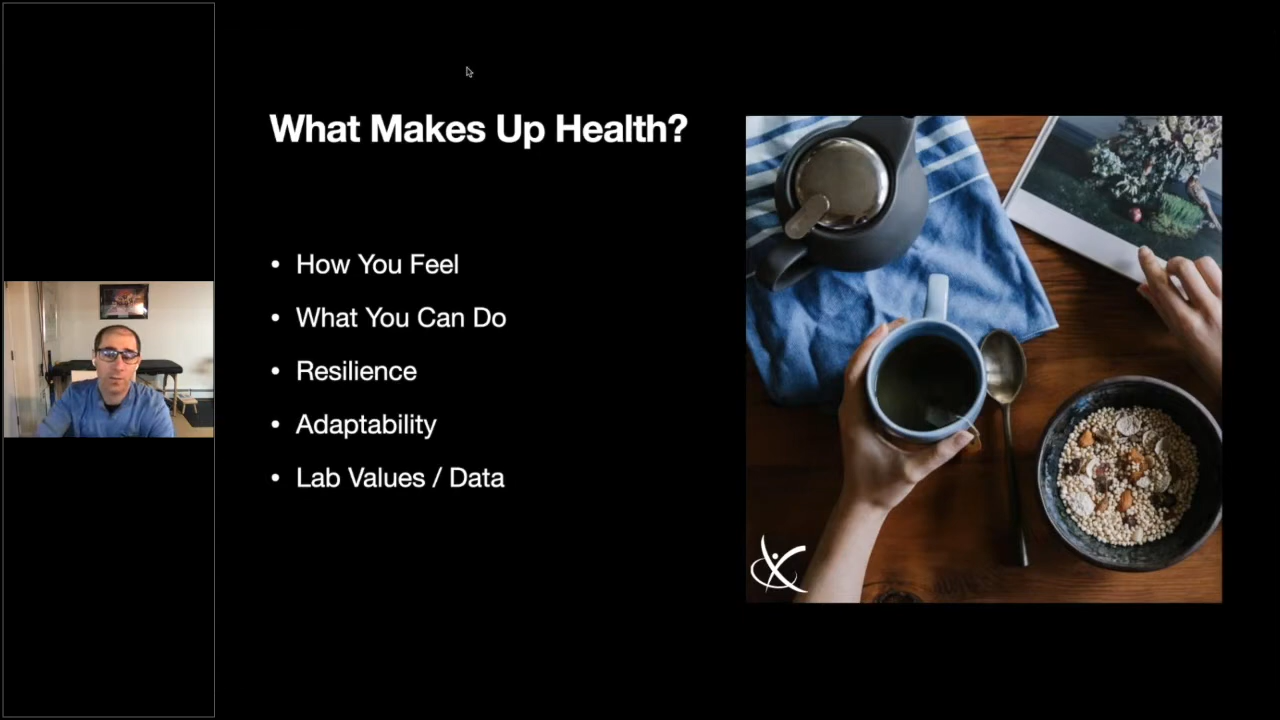 What Makes Up Health?
• How You Feel
• What You Can Do
• Resilience
• Adaptability
• Lab Values / Data